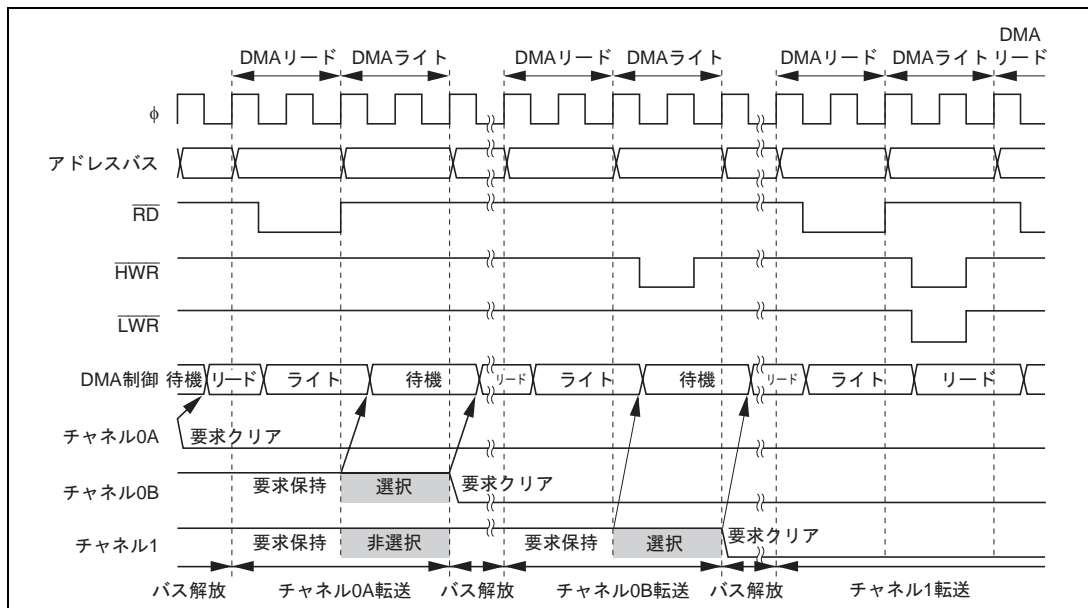 DMA
DMAリード DMAライト DMAリード DMAライト DMAリード DMAライト リード
φ
アドレスバス
RD
HWR
LWR
DMA制御 待機 リード ライト 待機 リード ライト 待機 リード ライト リード
チャネル0A 要求クリア
チャネル0B 要求保持 選択 要求クリア
チャネル1 要求保持 非選択 要求保持 選択 要求クリア
バス解放 チャネル0A転送 バス解放 チャネル0B転送 バス解放 チャネル1転送